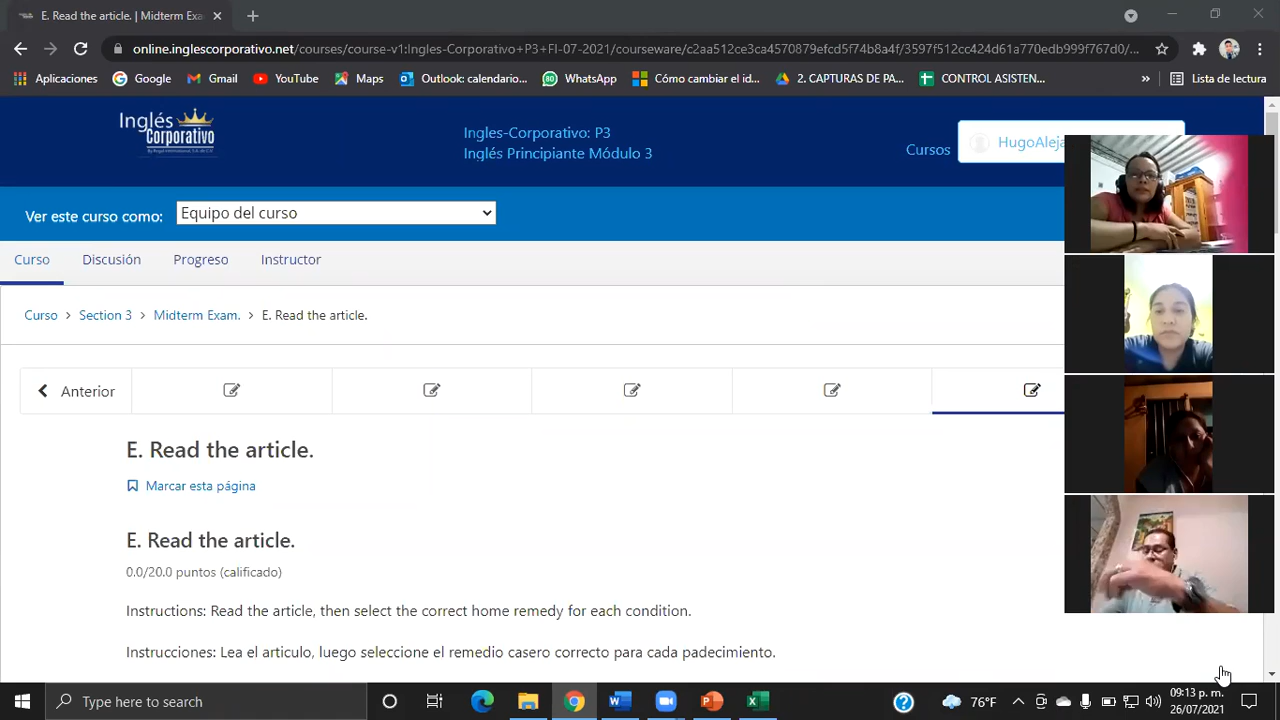 E. Read the article. | Midterm Exa
online.inglescorporativo.net/courses/course-v1:Ingles-Corporativo+P3+FI-07-2021/courseware/c2aa512ce3ca4570879efcd5f74b8a4f/3597f512cc424d61a770edb999f767d0/...
Aplicaciones Google Gmail YouTube Maps Outlook: calendario... WhatsApp Cómo cambiar el id... 2. CAPTURAS DE PA... CONTROL ASISTEN... » Lista de lectura
Inglés Corporativo
Ingles-Corporativo: P3
Inglés Principiante Módulo 3
Cursos
HugoAleja
Ver este curso como: Equipo del curso
Curso Discusión Progreso Instructor
Curso > Section 3 > Midterm Exam. > E. Read the article.
Anterior
E. Read the article.
Marcar esta página
E. Read the article.
0.0/20.0 puntos (calificado)
Instructions: Read the article, then select the correct home remedy for each condition.
Instrucciones: Lea el articulo, luego seleccione el remedio casero correcto para cada padecimiento.
Type here to search
76°F
09:13 p. m.
26/07/2021